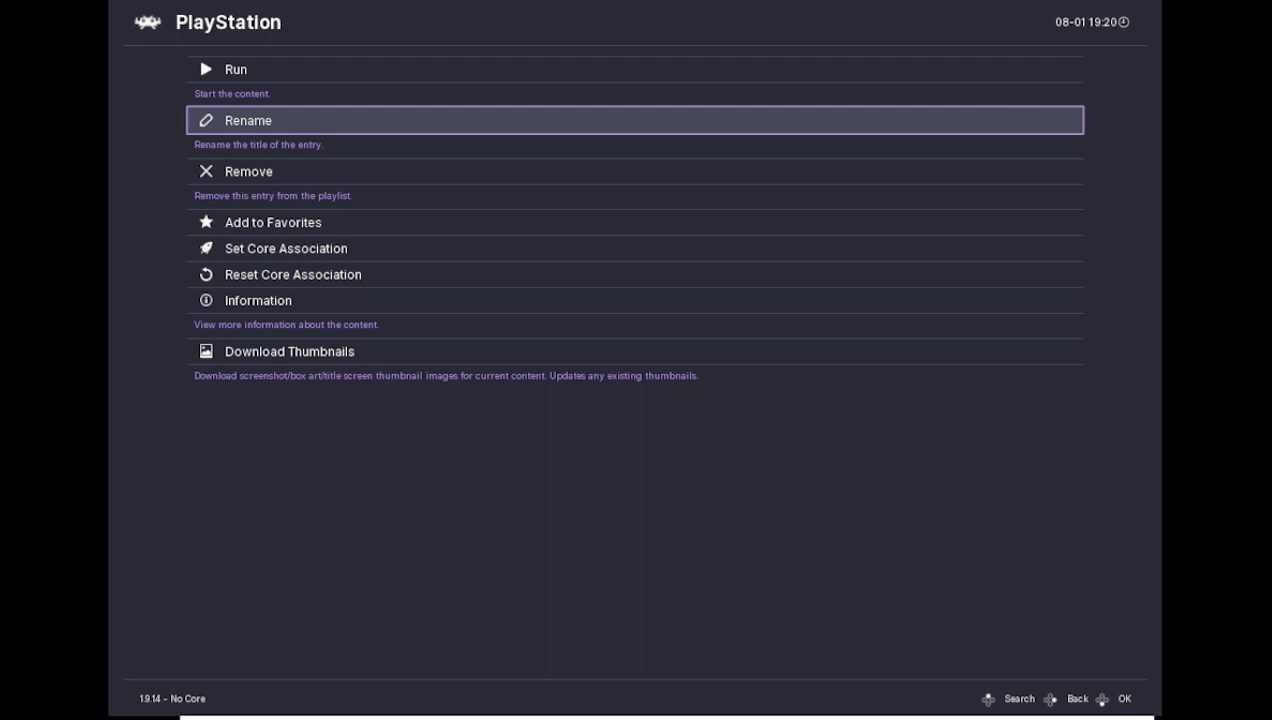 PlayStation
08-01 19:20
Run
Start the content.
Rename
Rename the title of the entry.
Remove
Remove this entry from the playlist.
Add to Favorites
Set Core Association
Reset Core Association
Information
View more information about the content.
Download Thumbnails
Download screenshot/box art/title screen thumbnail images for current content. Updates any existing thumbnails.
1.9.14 - No Core
Search Back OK